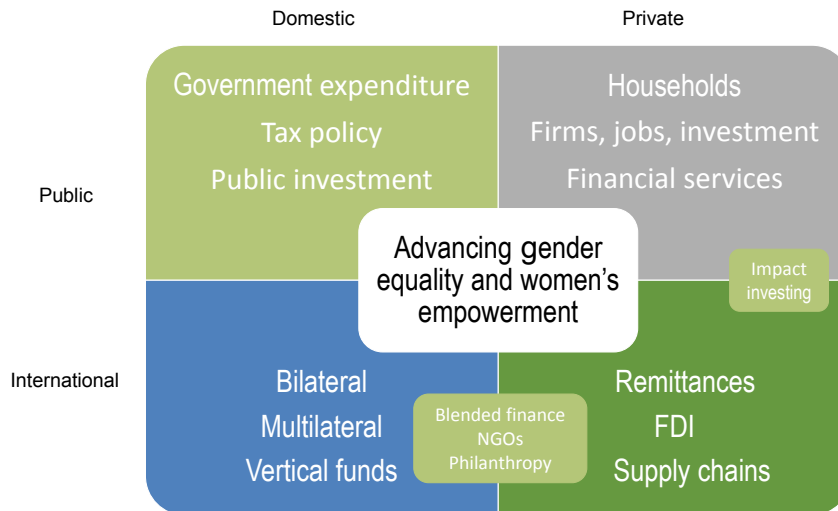 Domestic
Private
Public
Government expenditure
Tax policy
Public investment
Households
Firms, jobs, investment
Financial services
Advancing gender
equality and women's
empowerment
Impact
investing
International
Bilateral
Multilateral
Vertical funds
Blended finance
NGOs
Philanthropy
Remittances
FDI
Supply chains